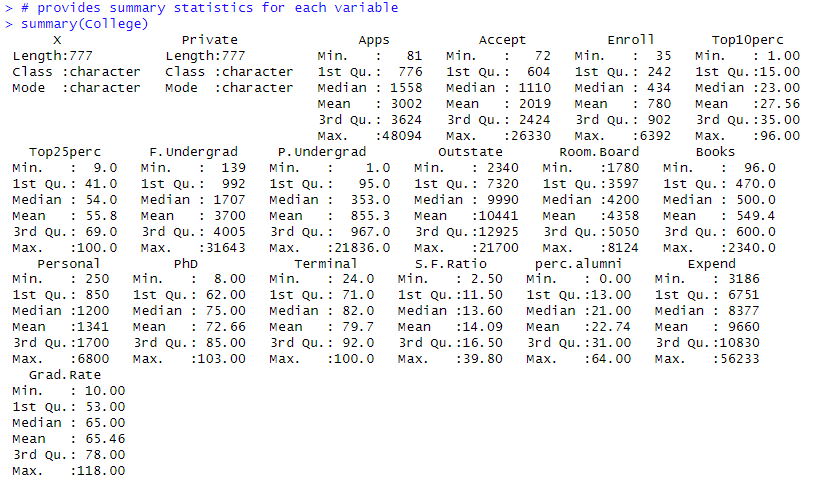 > # provides summary statistics for each variable
> summary(College)
      X               Private               Apps           Accept          Enroll       Top10perc
 Length:777         Length:777         Min.   :   81   Min.   :   72   Min.   :  35   Min.   : 1.00
 Class :character   Class :character   1st Qu.:  776   1st Qu.:  604   1st Qu.: 242   1st Qu.:15.00
 Mode  :character   Mode  :character   Median : 1558   Median : 1110   Median : 434   Median :23.00
                                       Mean   : 3002   Mean   : 2019   Mean   : 780   Mean   :27.56
                                       3rd Qu.: 3624   3rd Qu.: 2424   3rd Qu.: 902   3rd Qu.:35.00
                                       Max.   :48094   Max.   :26330   Max.   :6392   Max.   :96.00
   Top25perc      F.Undergrad     P.Undergrad         Outstate       Room.Board       Books
 Min.   :  9.0   Min.   :  139   Min.   :    1.0   Min.   : 2340   Min.   :1780   Min.   :  96.0
 1st Qu.: 41.0   1st Qu.:  992   1st Qu.:   95.0   1st Qu.: 7320   1st Qu.:3597   1st Qu.: 470.0
 Median : 54.0   Median : 1707   Median :  353.0   Median : 9990   Median :4200   Median : 500.0
 Mean   : 55.8   Mean   : 3700   Mean   :  855.3   Mean   :10441   Mean   :4358   Mean   : 549.4
 3rd Qu.: 69.0   3rd Qu.: 4005   3rd Qu.:  967.0   3rd Qu.:12925   3rd Qu.:5050   3rd Qu.: 600.0
 Max.   :100.0   Max.   :31643   Max.   :21836.0   Max.   :21700   Max.   :8124   Max.   :2340.0
    Personal         PhD            Terminal       S.F.Ratio      perc.alumni        Expend
 Min.   : 250   Min.   :  8.00   Min.   : 24.0   Min.   : 2.50   Min.   : 0.00   Min.   : 3186
 1st Qu.: 850   1st Qu.: 62.00   1st Qu.: 71.0   1st Qu.:11.50   1st Qu.:13.00   1st Qu.: 6751
 Median :1200   Median : 75.00   Median : 82.0   Median :13.60   Median :21.00   Median : 8377
 Mean   :1341   Mean   : 72.66   Mean   : 79.7   Mean   :14.09   Mean   :22.74   Mean   : 9660
 3rd Qu.:1700   3rd Qu.: 85.00   3rd Qu.: 92.0   3rd Qu.:16.50   3rd Qu.:31.00   3rd Qu.:10830
 Max.   :6800   Max.   :103.00   Max.   :100.0   Max.   :39.80   Max.   :64.00   Max.   :56233
   Grad.Rate
 Min.   : 10.00
 1st Qu.: 53.00
 Median : 65.00
 Mean   : 65.46
 3rd Qu.: 78.00
 Max.   :118.00